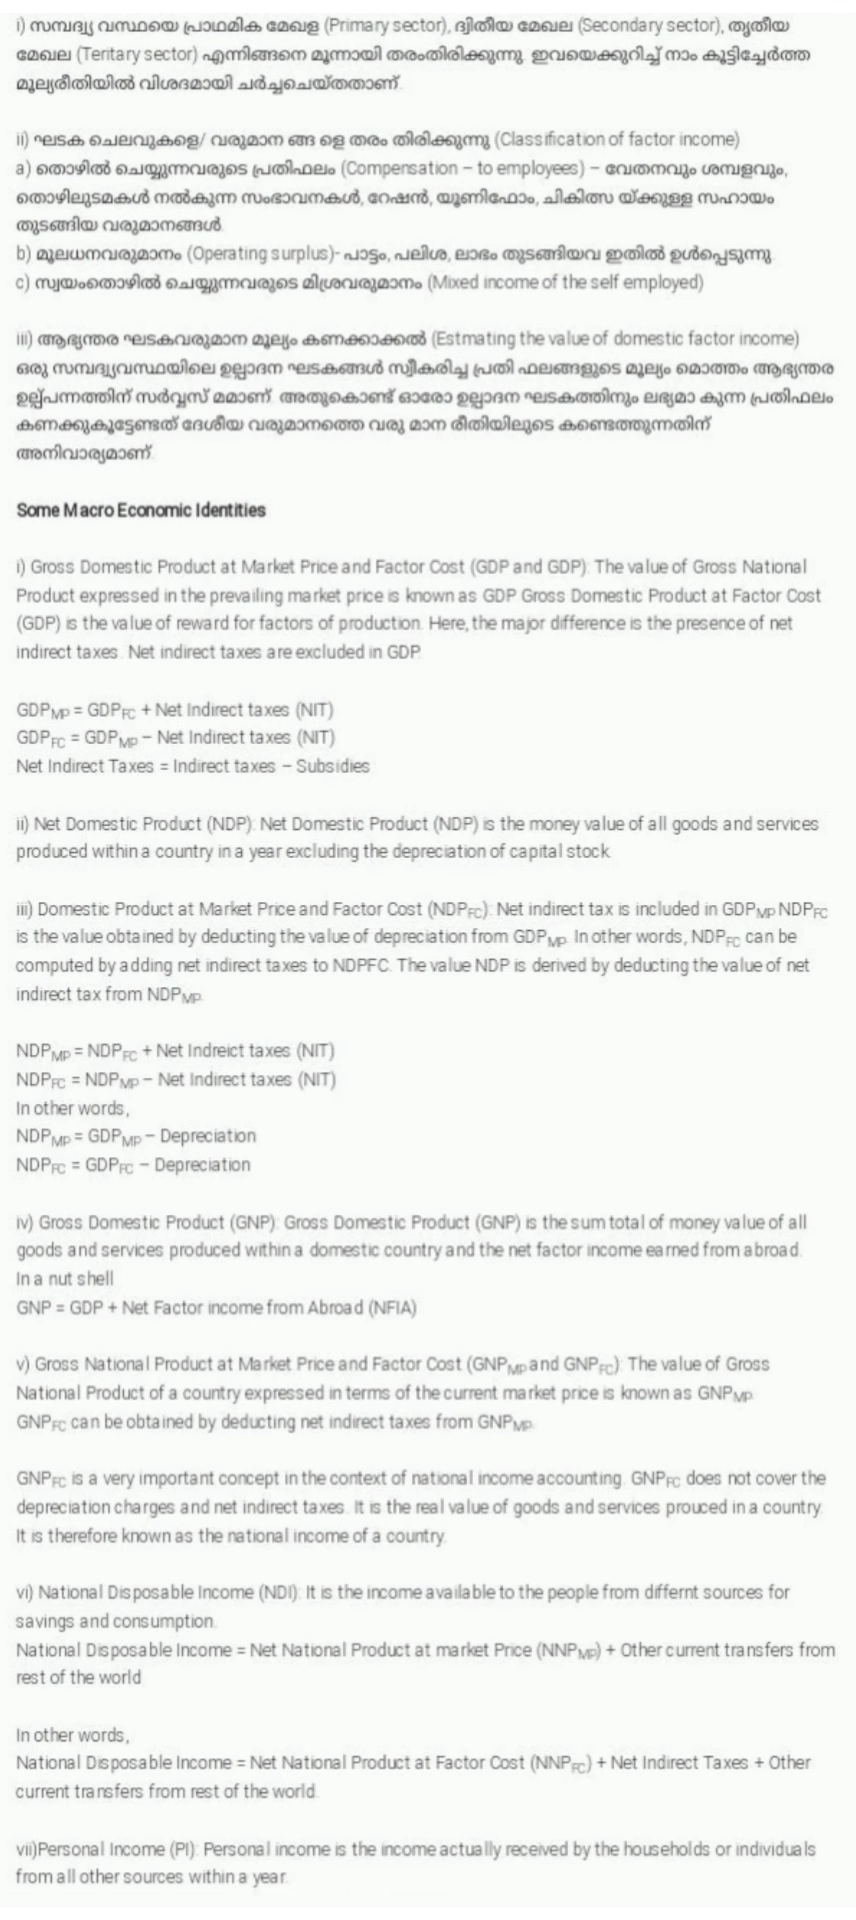 i) സമ്പദ്വ്യ വസ്ഥയെ പ്രാഥമിക മേഖള (Primary sector), ദ്വിതീയ മേഖല (Secondary sector), തൃതീയ
മേഖല (Teritary sector) എന്നിങ്ങനെ മൂന്നായി തരംതിരിക്കുന്നു. ഇവയെക്കുറിച്ച് നാം കൂട്ടിച്ചേർത്ത
മൂല്യരീതിയിൽ വിശദമായി ചർച്ചചെയ്തതാണ്.
ii) ഘടക ചെലവുകളെ/ വരുമാന ങ്ങ ളെ തരം തിരിക്കുന്നു (Classification of factor income)
a) തൊഴിൽ ചെയ്യുന്നവരുടെ പ്രതിഫലം (Compensation – to employees) – വേതനവും ശമ്പളവും,
തൊഴിലുടമകൾ നൽകുന്ന സംഭാവനകൾ, റേഷൻ, യൂണിഫോം, ചികിത്സ യ്ക്കുള്ള സഹായം
തുടങ്ങിയ വരുമാനങ്ങൾ.
b) മൂലധനവരുമാനം (Operating surplus)- പാട്ടം, പലിശ, ലാഭം തുടങ്ങിയവ ഇതിൽ ഉൾപ്പെടുന്നു.
c) സ്വയംതൊഴിൽ ചെയ്യുന്നവരുടെ മിശ്രവരുമാനം (Mixed income of the self employed)
iii) ആഭ്യന്തര ഘടകവരുമാന മൂല്യം കണക്കാക്കൽ (Estmating the value of domestic factor income)
ഒരു സമ്പദ്വ്യവസ്ഥയിലെ ഉല്പാദന ഘടകങ്ങൾ സ്വീകരിച്ച പ്രതി ഫലങ്ങളുടെ മൂല്യം മൊത്തം ആഭ്യന്തര
ഉല്പ്പന്നത്തിന് സർവ്വസ് മമാണ്. അതുകൊണ്ട് ഓരോ ഉല്പാദന ഘടകത്തിനും ലഭ്യമാ കുന്ന പ്രതിഫലം
കണക്കുകൂട്ടേണ്ടത് ദേശീയ വരുമാനത്തെ വരു മാന രീതിയിലുടെ കണ്ടെത്തുന്നതിന്
അനിവാര്യമാണ്.
Some Macro Economic Identities
i) Gross Domestic Product at Market Price and Factor Cost (GDP and GDP): The value of Gross National
Product expressed in the prevailing market price is known as GDP Gross Domestic Product at Factor Cost
(GDP) is the value of reward for factors of production. Here, the major difference is the presence of net
indirect taxes. Net indirect taxes are excluded in GDP.
GDPMP = GDPFC + Net Indirect taxes (NIT)
GDPFC = GDPMP – Net Indirect taxes (NIT)
Net Indirect Taxes = Indirect taxes – Subsidies
ii) Net Domestic Product (NDP): Net Domestic Product (NDP) is the money value of all goods and services
produced within a country in a year excluding the depreciation of capital stock.
iii) Domestic Product at Market Price and Factor Cost (NDPFC): Net indirect tax is included in GDPMP NDPFC
is the value obtained by deducting the value of depreciation from GDPMP. In other words, NDPFC can be
computed by adding net indirect taxes to NDPFC. The value NDP is derived by deducting the value of net
indirect tax from NDPMP.
NDPMP = NDPFC + Net Indreict taxes (NIT)
NDPFC = NDPMP – Net Indirect taxes (NIT)
In other words,
NDPMP = GDPMP – Depreciation
NDPFC = GDPFC – Depreciation
iv) Gross Domestic Product (GNP): Gross Domestic Product (GNP) is the sum total of money value of all
goods and services produced within a domestic country and the net factor income earned from abroad.
In a nut shell
GNP = GDP + Net Factor income from Abroad (NFIA)
v) Gross National Product at Market Price and Factor Cost (GNPMP and GNPFC): The value of Gross
National Product of a country expressed in terms of the current market price is known as GNPMP.
GNPFC can be obtained by deducting net indirect taxes from GNPMP.
GNPFC is a very important concept in the context of national income accounting. GNPFC does not cover the
depreciation charges and net indirect taxes. It is the real value of goods and services prouced in a country.
It is therefore known as the national income of a country.
vi) National Disposable Income (NDI): It is the income available to the people from differnt sources for
savings and consumption.
National Disposable Income = Net National Product at market Price (NNPMP) + Other current transfers from
rest of the world
In other words,
National Disposable Income = Net National Product at Factor Cost (NNPFC) + Net Indirect Taxes + Other
current transfers from rest of the world.
vii)Personal Income (PI): Personal income is the income actually received by the households or individuals
from all other sources within a year.